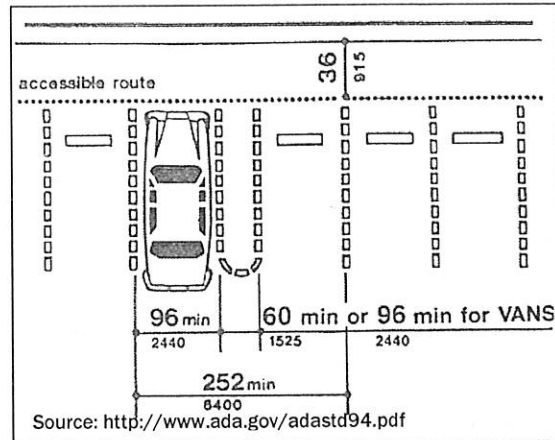 36
915
accessible route
96 min
2440
60 min or 96 min for VANS
1525
2440
252 min
6400
Source: http://www.ada.gov/adastd94.pdf